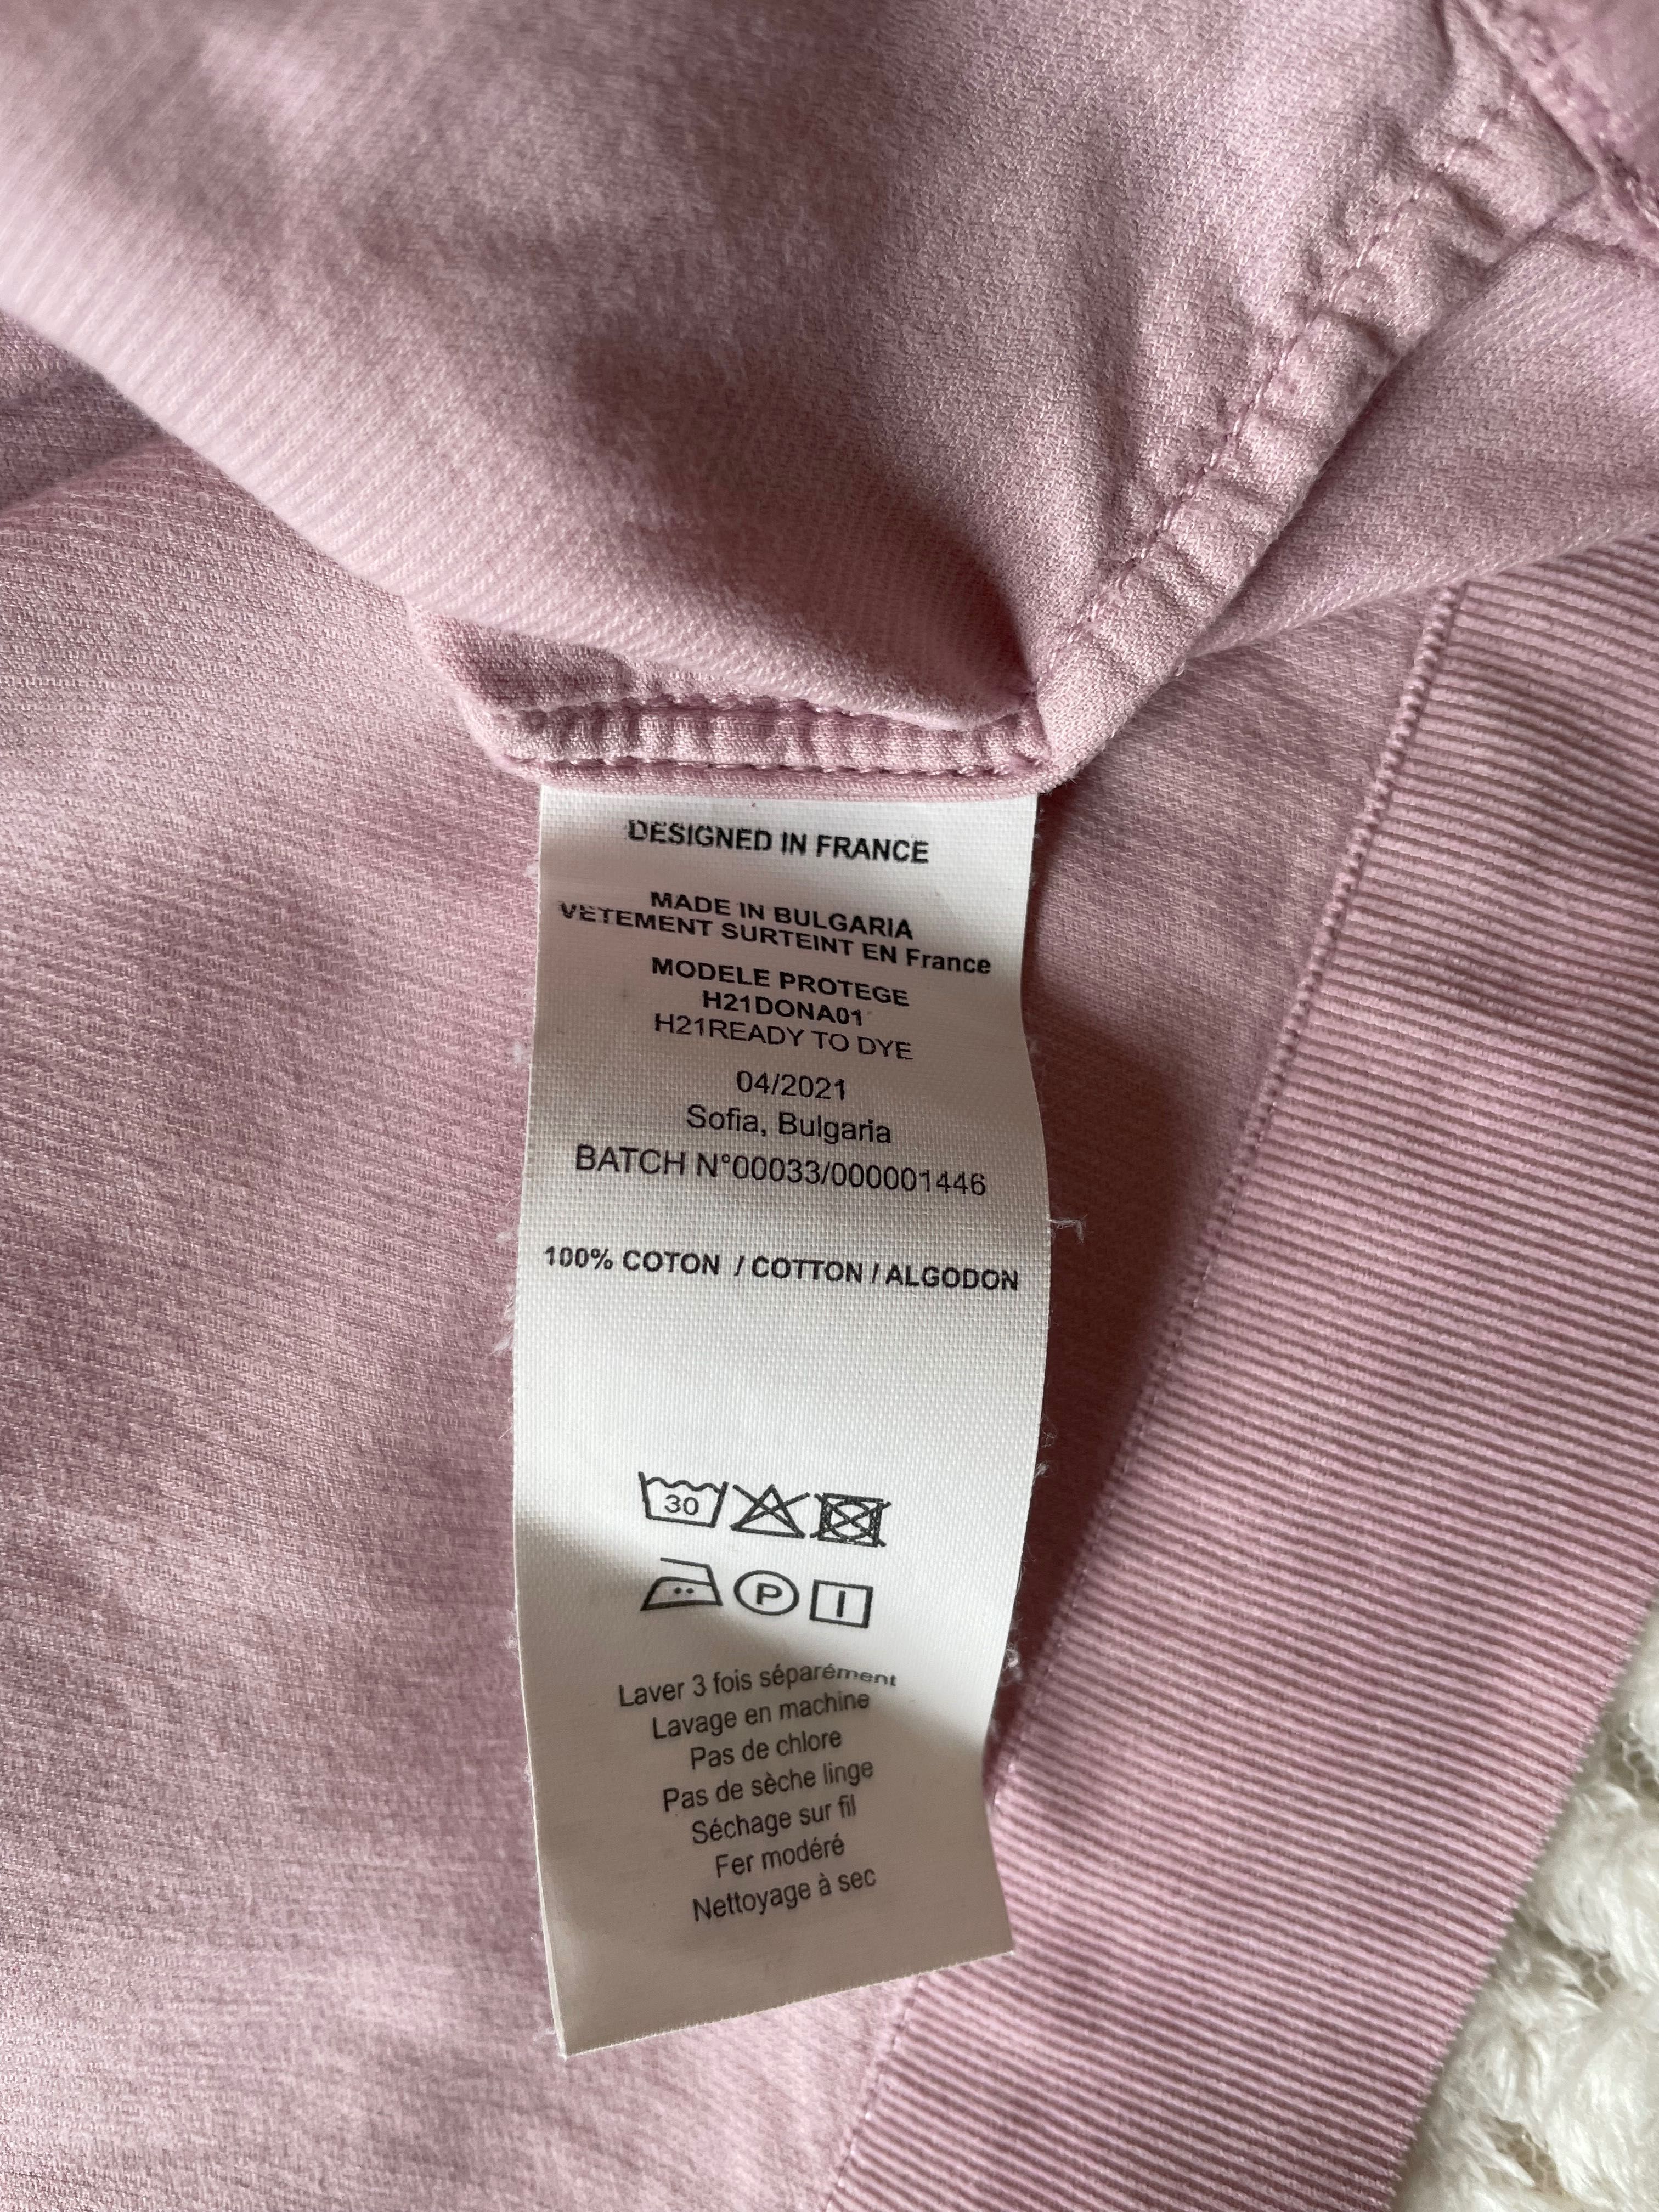 DESIGNED IN FRANCE
MADE IN BULGARIA
VETEMENT SURTEINT EN France
MODELE PROTEGE
H21DONA01
H21READY TO DYE
04/2021
Sofia, Bulgaria
BATCH N°00033/000001446
100% COTON / COTTON / ALGODON
30
P
Laver 3 fois séparément
Lavage en machine
Pas de chlore
Pas de sèche linge
Séchage sur fil
Fer modéré
Nettoyage à sec